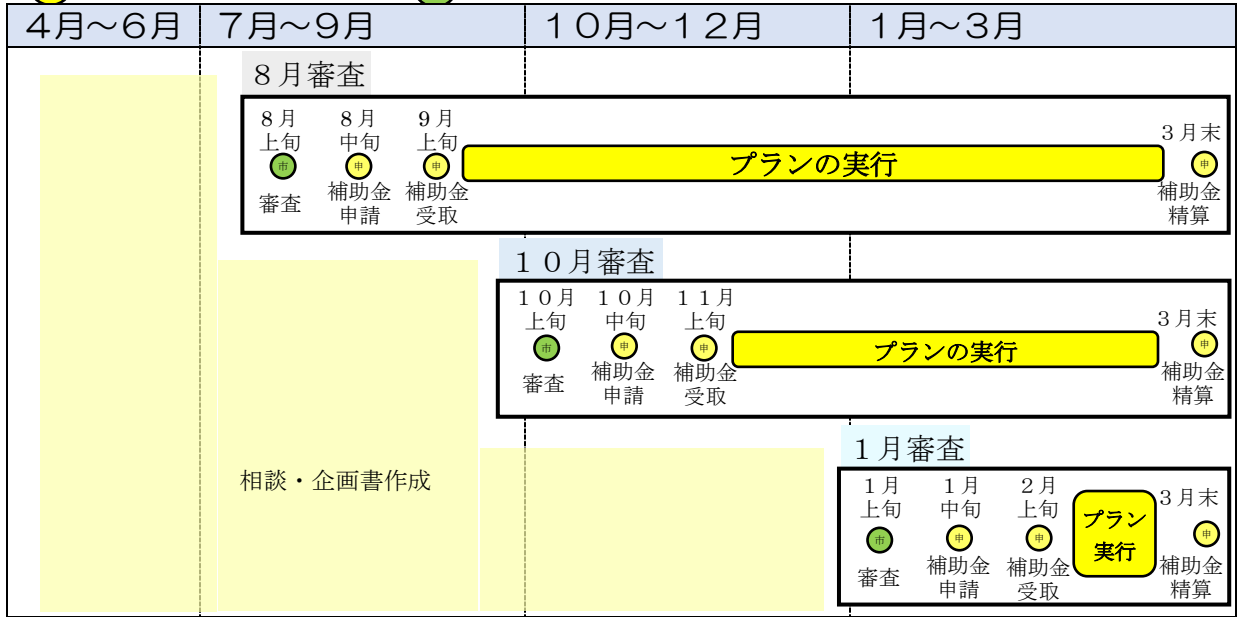 ４月～６月
７月～９月
１０月～１２月
１月～３月
８月審査
８月
上旬
市
審査
８月
中旬
申
補助金
申請
９月
上旬
申
補助金
受取
プランの実行
３月末
申
補助金
精算
１０月審査
１０月
上旬
市
審査
１０月
中旬
申
補助金
申請
１１月
上旬
申
補助金
受取
プランの実行
３月末
申
補助金
精算
相談・企画書作成
１月審査
１月
上旬
市
審査
１月
中旬
申
補助金
申請
２月
上旬
申
補助金
受取
プラン
実行
３月末
申
補助金
精算